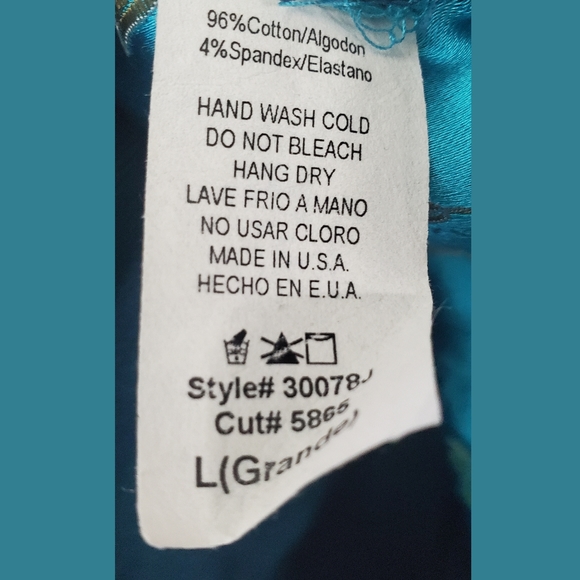 96%Cotton/Algodon
4%Spandex/Elastano
HAND WASH COLD
DO NOT BLEACH
HANG DRY
LAVE FRIO A MANO
NO USAR CLORO
MADE IN U.S.A.
HECHO EN E.U.A.
Style# 30078J
Cut# 5865
L(Grande)